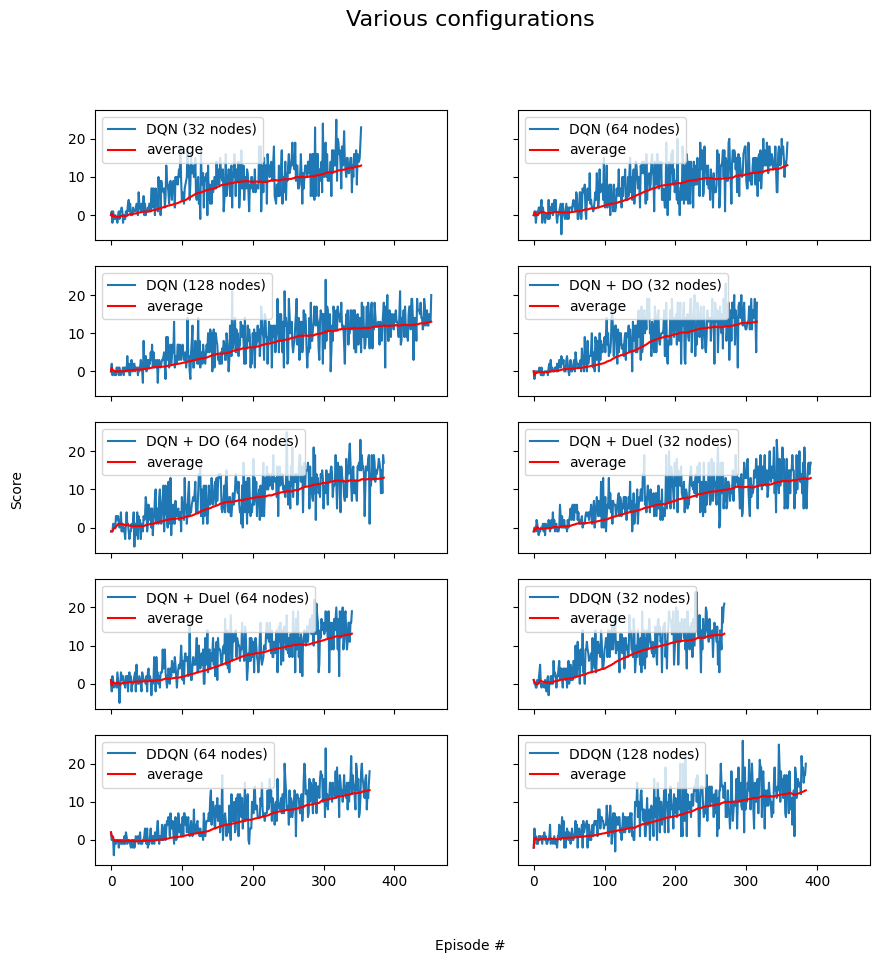 Various configurations
DQN (32 nodes)
average
20
10
0
DQN (64 nodes)
average
DQN (128 nodes)
average
20
10
0
DQN + DO (32 nodes)
average
DQN + DO (64 nodes)
average
20
10
0
DQN + Duel (32 nodes)
average
DQN + Duel (64 nodes)
average
20
10
0
DDQN (32 nodes)
average
DDQN (64 nodes)
average
20
10
0
0 100 200 300 400
DDQN (128 nodes)
average
0 100 200 300 400
Score
Episode #